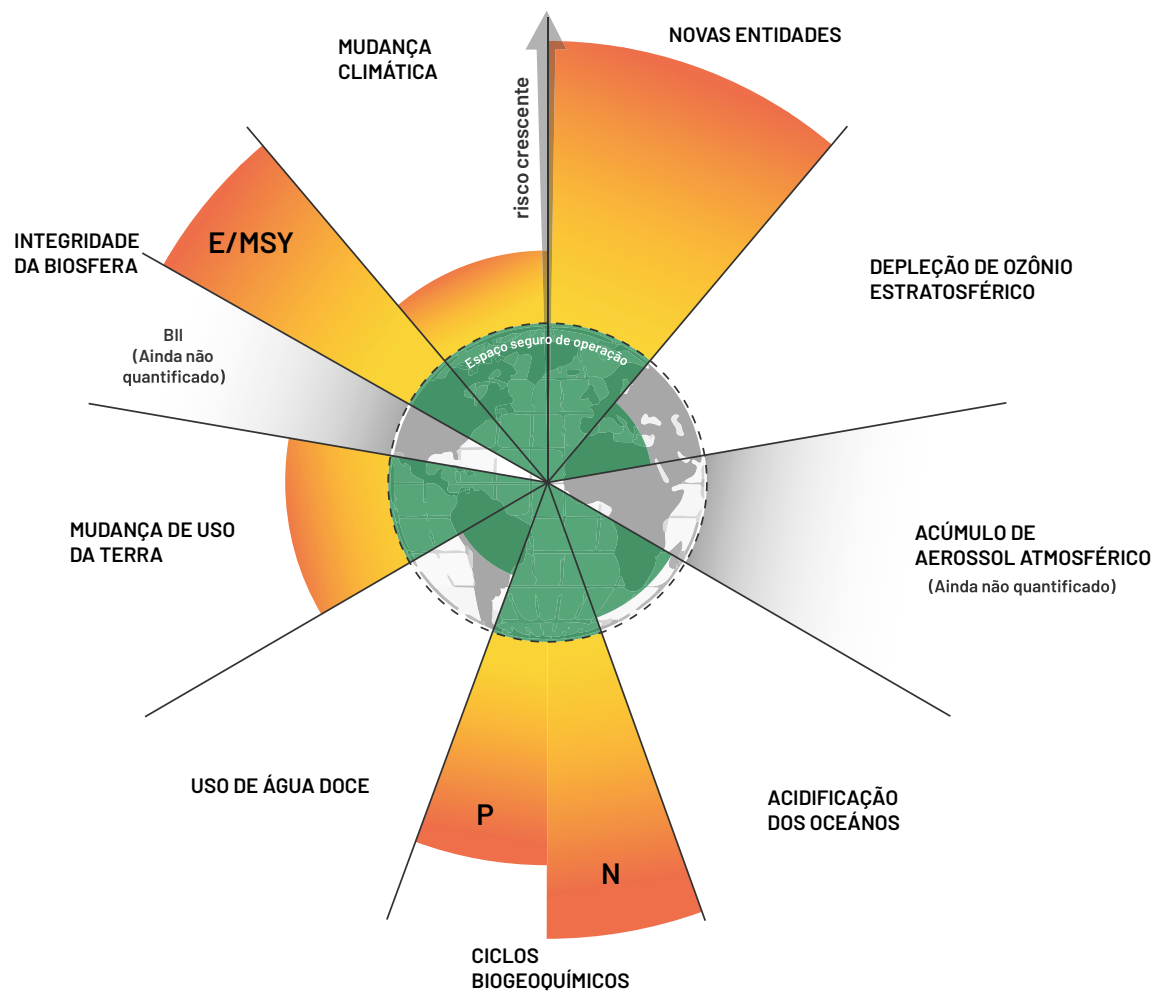 MUDANÇA
CLIMÁTICA
NOVAS ENTIDADES
risco crescente
INTEGRIDADE
DA BIOSFERA
E/MSY
DEPLEÇÃO DE OZÔNIO
ESTRATOSFÉRICO
BII
(Ainda não
quantificado)
Espaço seguro de operação
MUDANÇA DE USO
DA TERRA
ACÚMULO DE
AEROSSOL ATMOSFÉRICO
(Ainda não quantificado)
USO DE ÁGUA DOCE
P
N
ACIDIFICAÇÃO
DOS OCEÁNOS
CICLOS
BIOGEOQUÍMICOS